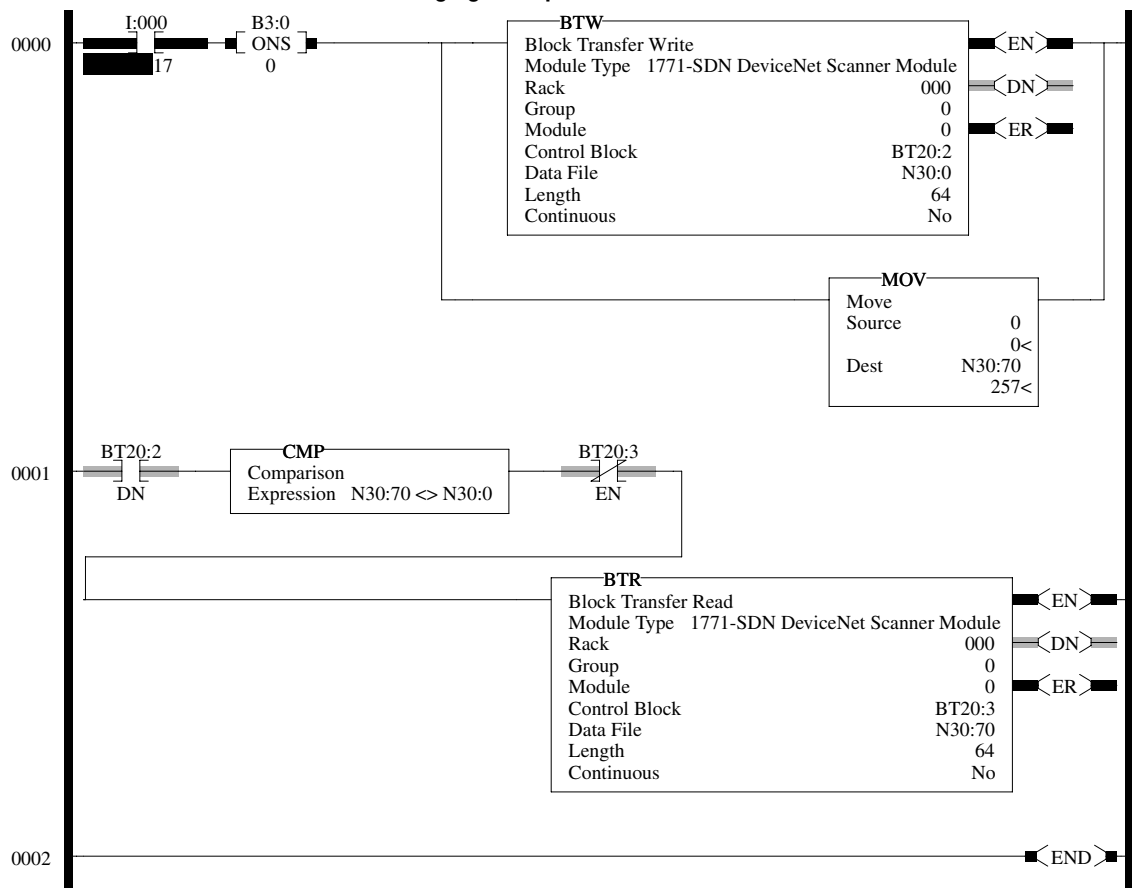 I:000 B3:0 BTW
0000 ONS Block Transfer Write EN
17 0 Module Type 1771-SDN DeviceNet Scanner Module
Rack 000 DN
Group 0
Module 0 ER
Control Block BT20:2
Data File N30:0
Length 64
Continuous No
MOV
Move
Source 0
0<
Dest N30:70
257<
BT20:2 CMP BT20:3
0001 Comparison
DN Expression N30:70 <> N30:0 EN
BTR
Block Transfer Read EN
Module Type 1771-SDN DeviceNet Scanner Module
Rack 000 DN
Group 0
Module 0 ER
Control Block BT20:3
Data File N30:70
Length 64
Continuous No
0002 END